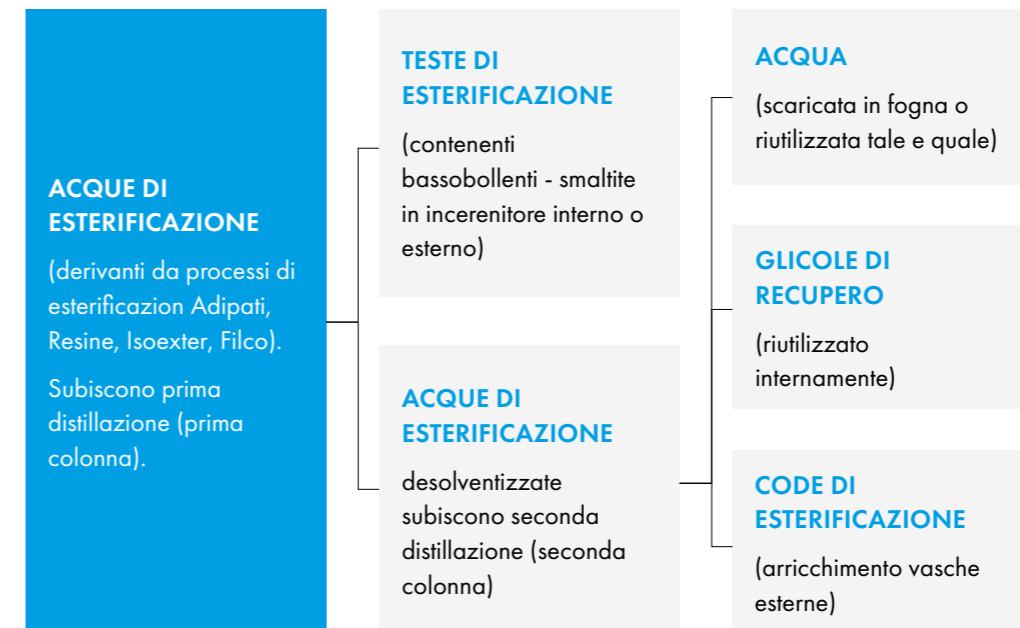 ACQUE DI
ESTERIFICAZIONE
(derivanti da processi di
esterificazion Adipati,
Resine, Isoexter, Filco).
Subiscono prima
distillazione (prima
colonna).
TESTE DI
ESTERIFICAZIONE
(contenenti
bassobollenti - smaltite
in incerenitore interno o
esterno)
ACQUE DI
ESTERIFICAZIONE
desolventizzate
subiscono seconda
distillazione (seconda
colonna)
ACQUA
(scaricata in fogna o
riutilizzata tale e quale)
GLICOLE DI
RECUPERO
(riutilizzato
internamente)
CODE DI
ESTERIFICAZIONE
(arricchimento vasche
esterne)